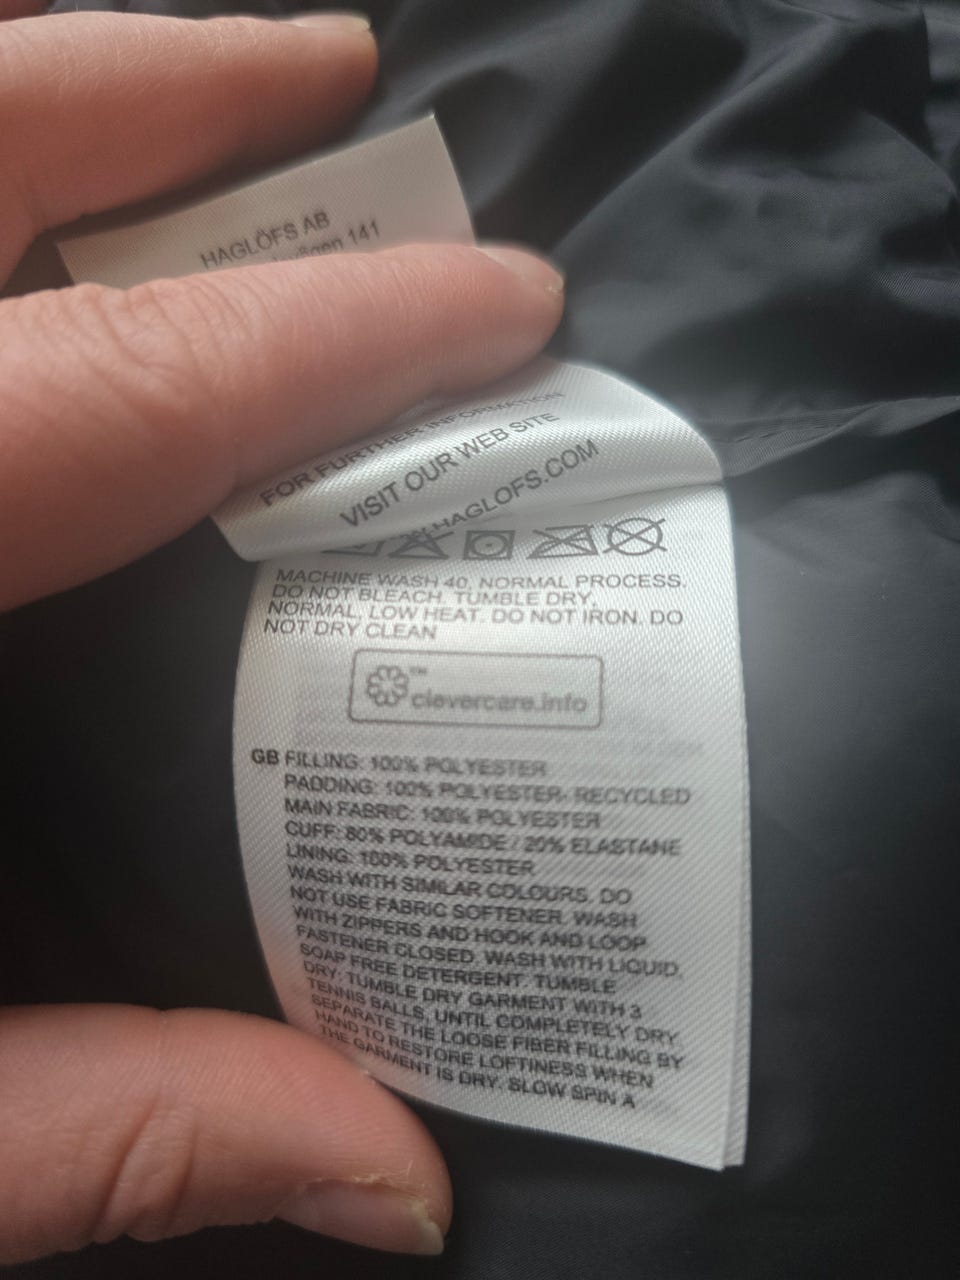 HAGLÖFS AB
141
FOR FURTHER INFORMATION
VISIT OUR WEB SITE
HAGLOFS.COM
MACHINE WASH 40, NORMAL PROCESS.
DO NOT BLEACH. TUMBLE DRY,
NORMAL, LOW HEAT. DO NOT IRON. DO
NOT DRY CLEAN
™
clevercare.info
GB FILLING: 100% POLYESTER
PADDING: 100% POLYESTER- RECYCLED
MAIN FABRIC: 100% POLYESTER
CUFF: 80% POLYAMIDE / 20% ELASTANE
LINING: 100% POLYESTER
WASH WITH SIMILAR COLOURS. DO
NOT USE FABRIC SOFTENER. WASH
WITH ZIPPERS AND HOOK AND LOOP
FASTENER CLOSED. WASH WITH LIQUID,
SOAP FREE DETERGENT. TUMBLE
DRY: TUMBLE DRY GARMENT WITH 3
TENNIS BALLS, UNTIL COMPLETELY DRY.
SEPARATE THE LOOSE FIBER FILLING BY
HAND TO RESTORE LOFTINESS WHEN
THE GARMENT IS DRY. SLOW SPIN A